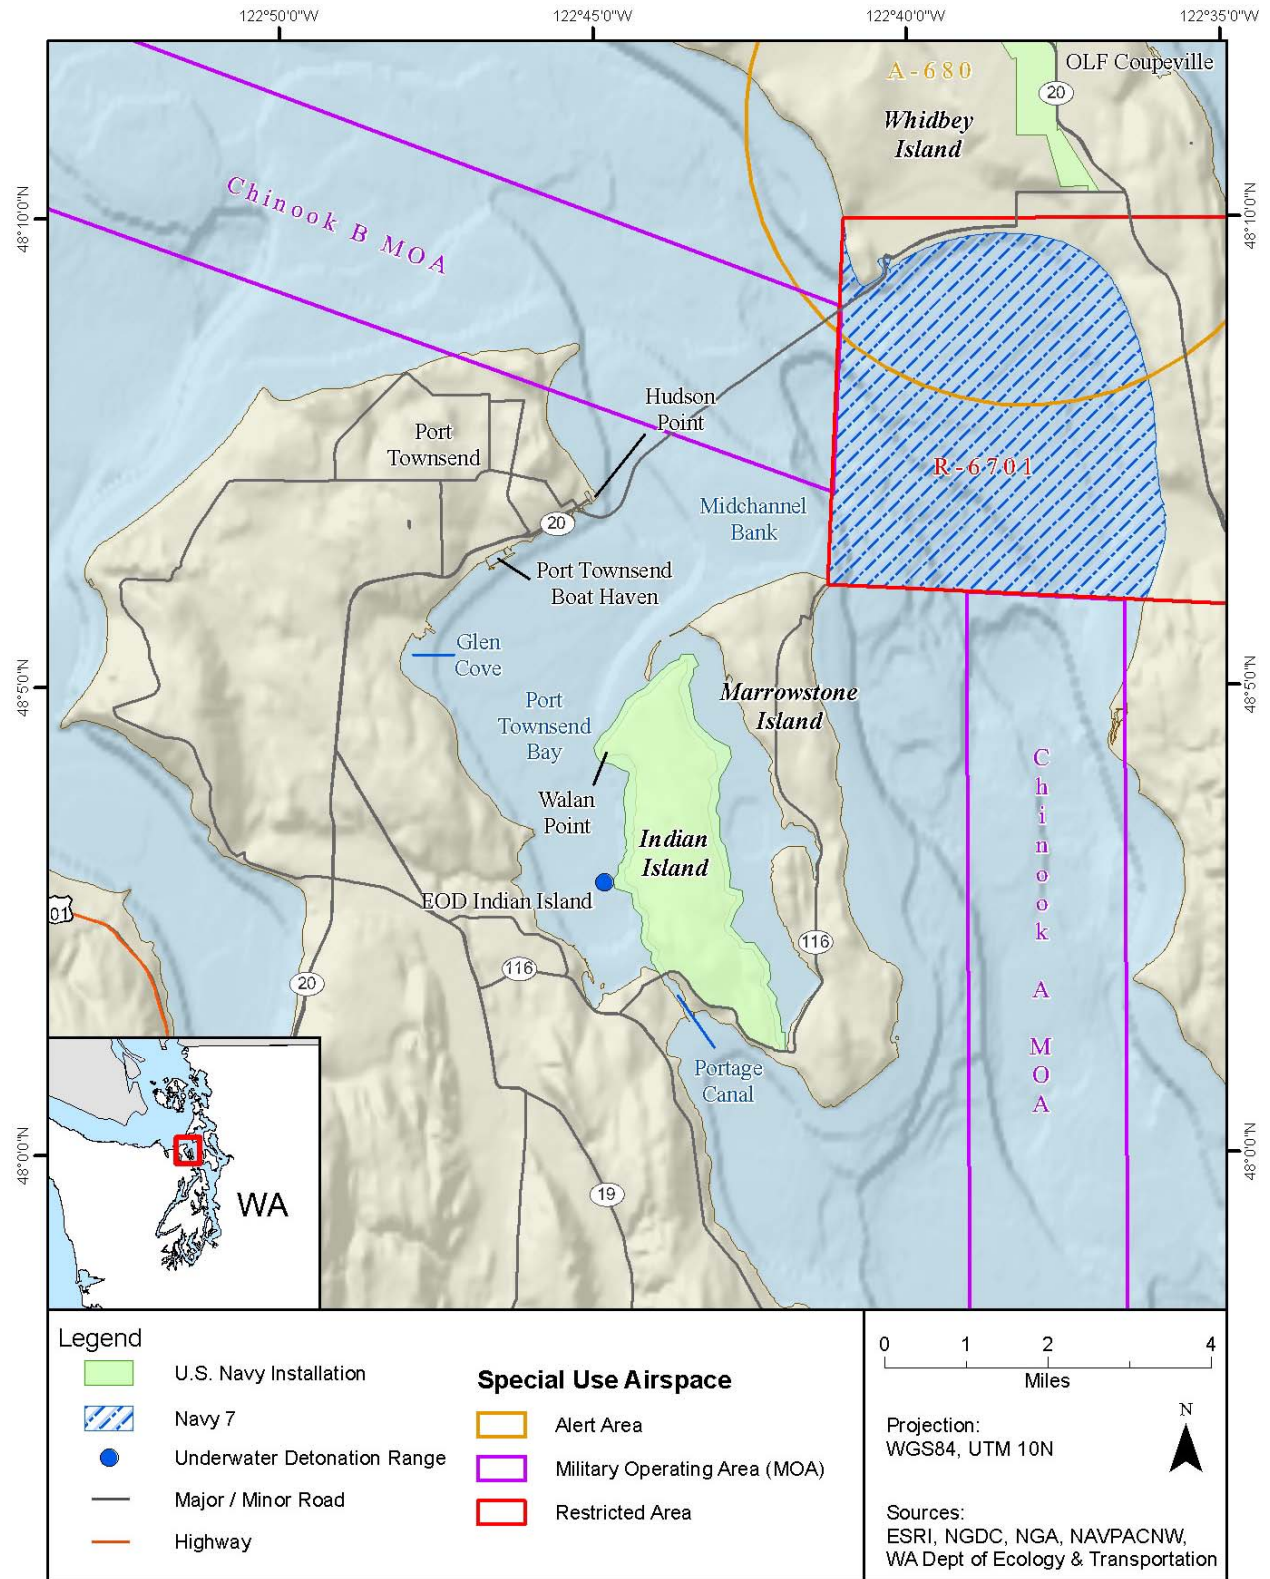 122°50'0"W
122°45'0"W
122°40'0"W
122°35'0"W
A-680
OLF Coupeville
20
Whidbey
Island
Chinook B MOA
48°10'0"N
48°10'0"N
Hudson
Point
Port
Townsend
R-6701
Midchannel
Bank
20
Port Townsend
Boat Haven
Glen
Cove
48°5'0"N
48°5'0"N
Marrowstone
Island
Port
Townsend
Bay
Walan
Point
Indian
Island
Chinook A MOA
EOD Indian Island
01
116
116
20
Portage
Canal
48°0'0"N
48°0'0"N
19
WA
Legend
U.S. Navy Installation
Navy 7
Underwater Detonation Range
Major / Minor Road
Highway
Special Use Airspace
Alert Area
Military Operating Area (MOA)
Restricted Area
0 1 2 4
Miles
Projection:
WGS84, UTM 10N
N
Sources:
ESRI, NGDC, NGA, NAVPACNW,
WA Dept of Ecology & Transportation